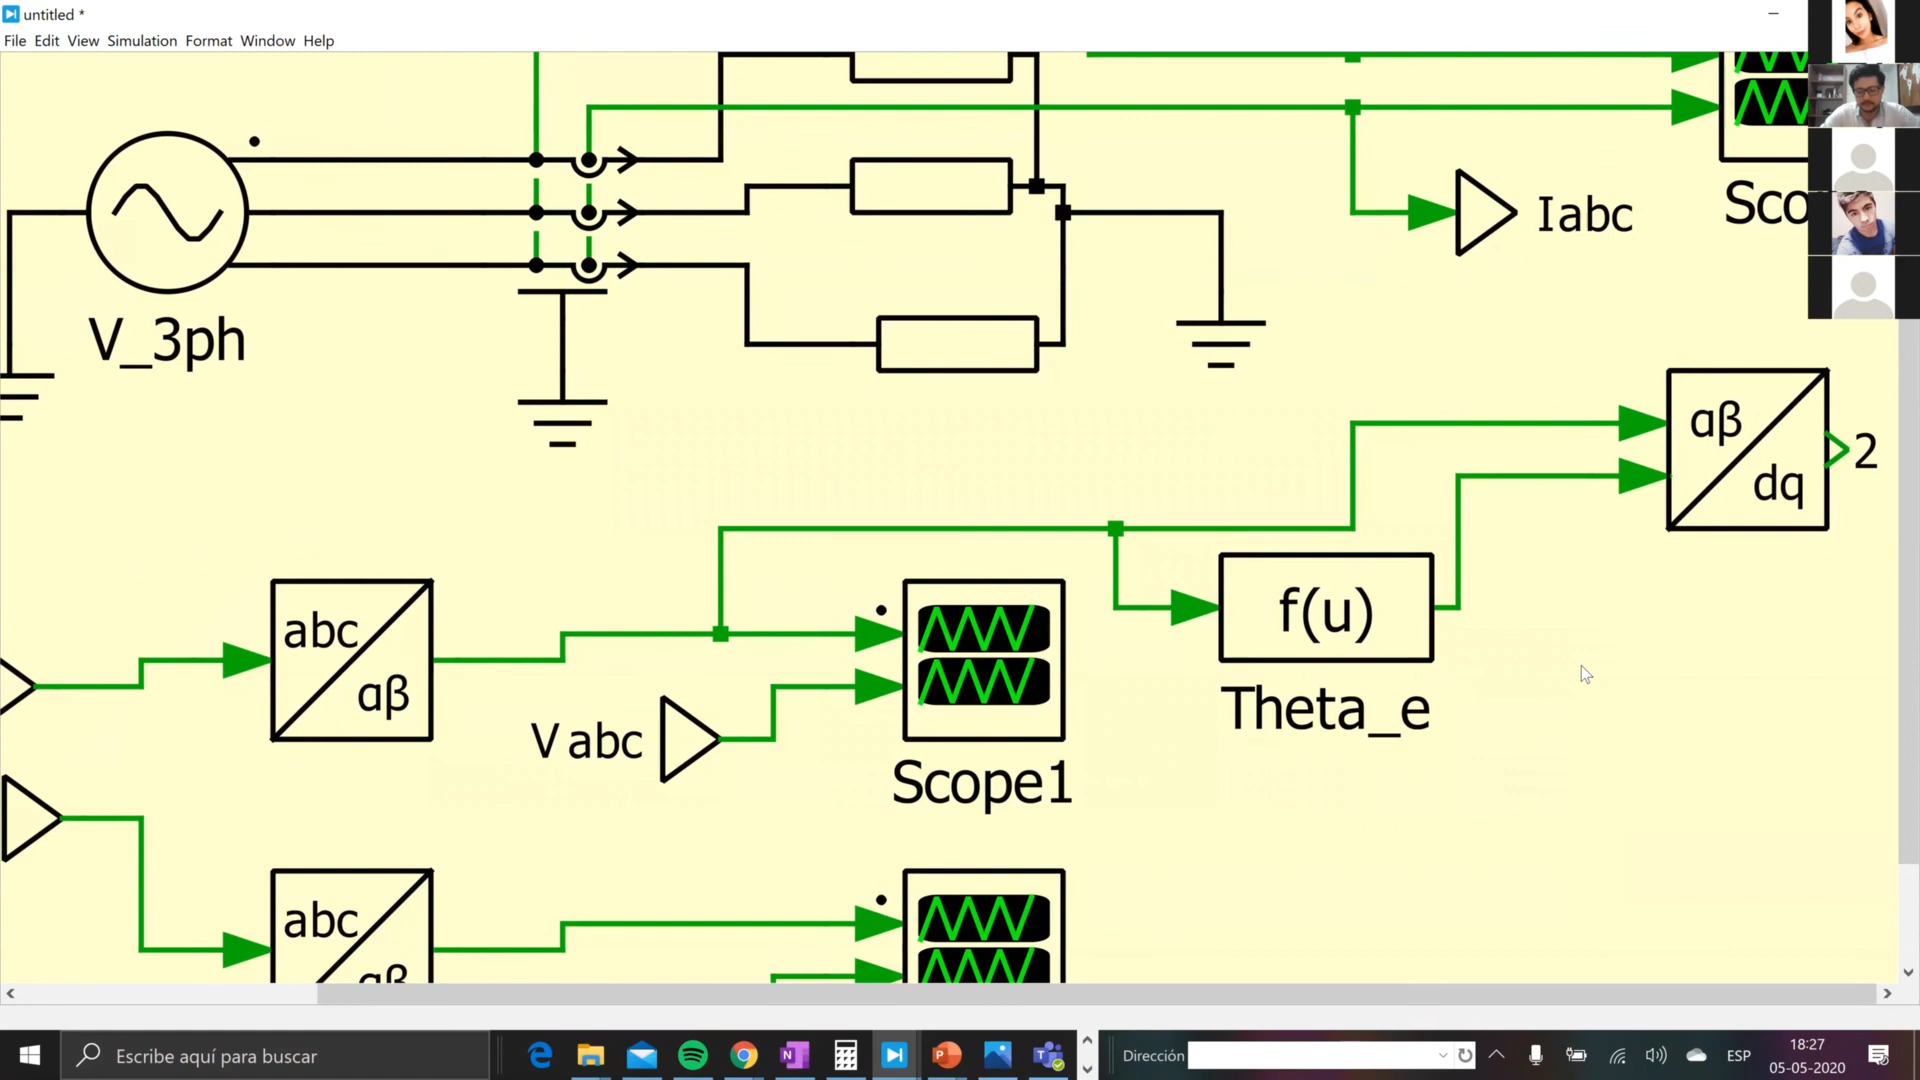 untitled *
File Edit View Simulation Format Window Help
Iabc
Sco
V_3ph
αβ
dq
2
abc
αβ
f(u)
Vabc
Theta_e
Scope1
abc
αβ
Escribe aquí para buscar
Dirección
ESP
18:27
05-05-2020